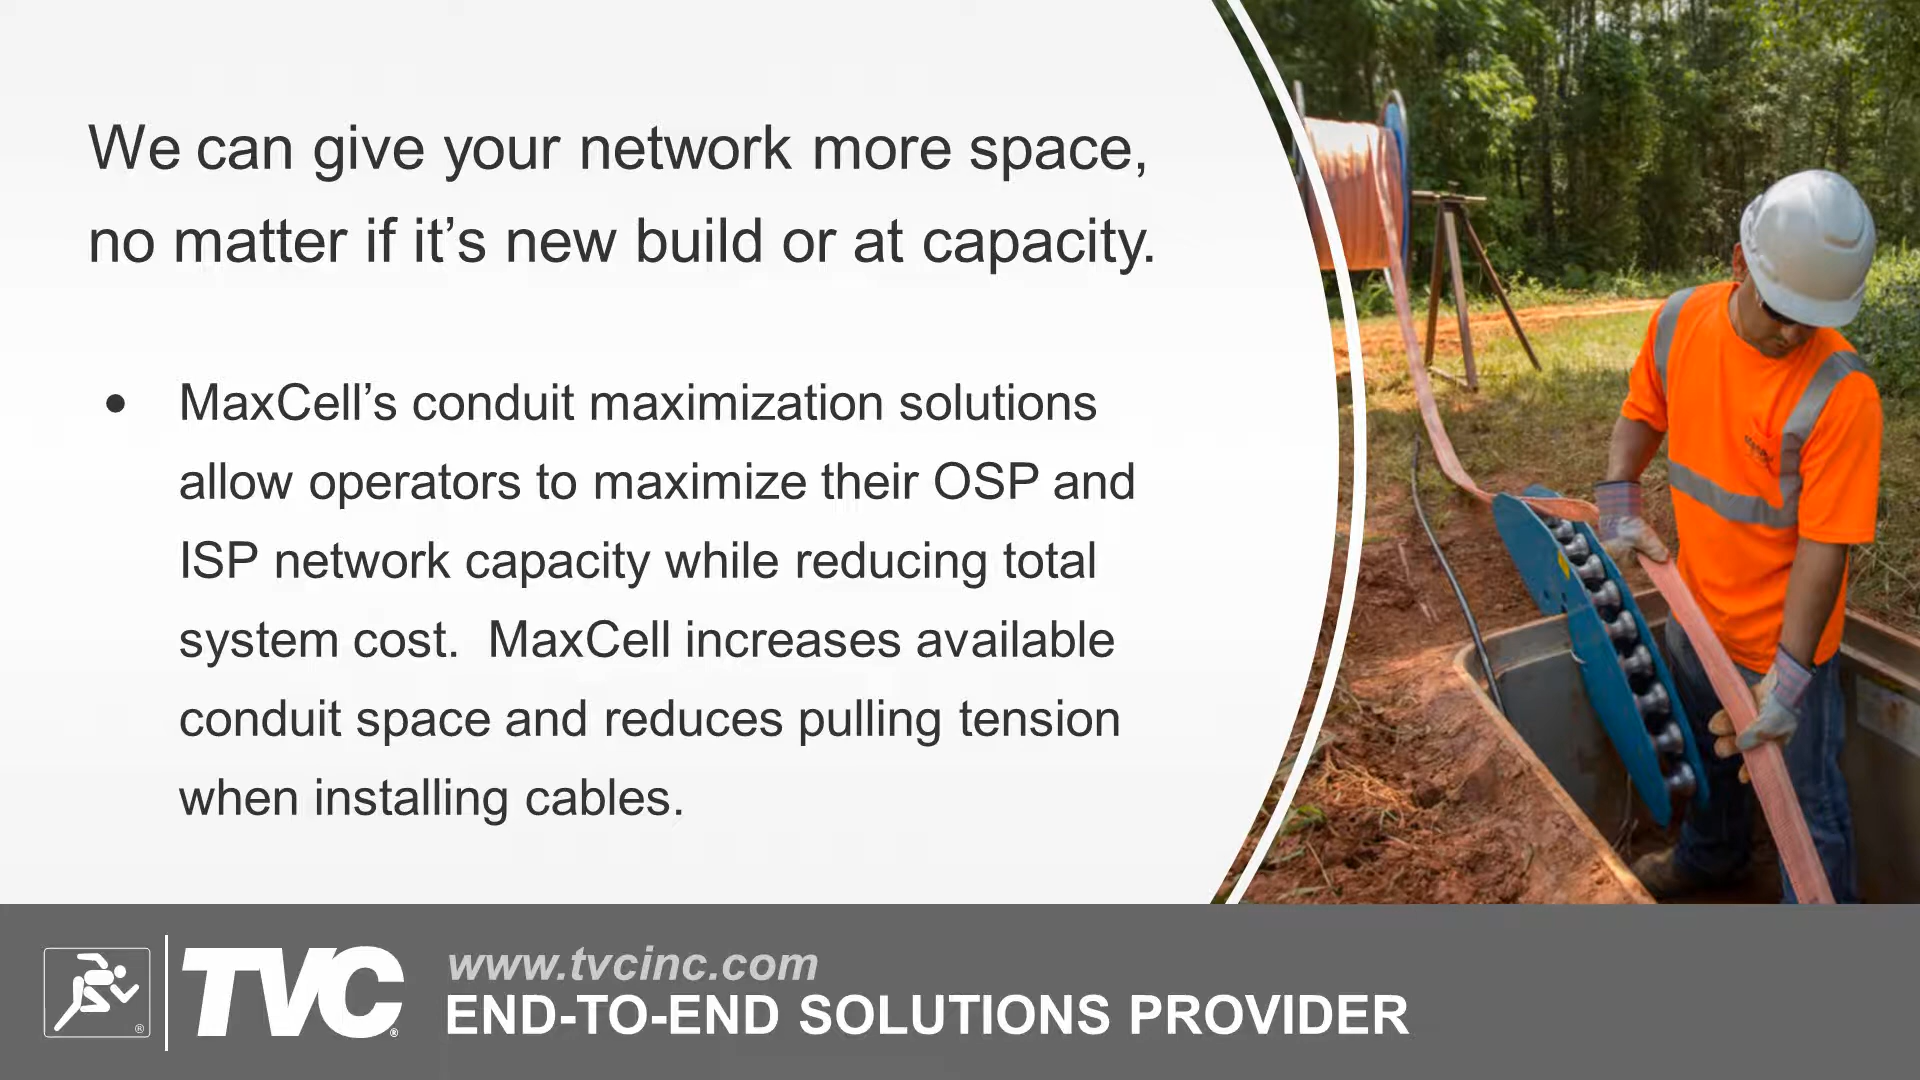 We can give your network more space,
no matter if it’s new build or at capacity.
• MaxCell’s conduit maximization solutions
allow operators to maximize their OSP and
ISP network capacity while reducing total
system cost.  MaxCell increases available
conduit space and reduces pulling tension
when installing cables.
®
TVC®
www.tvcinc.com
END-TO-END SOLUTIONS PROVIDER